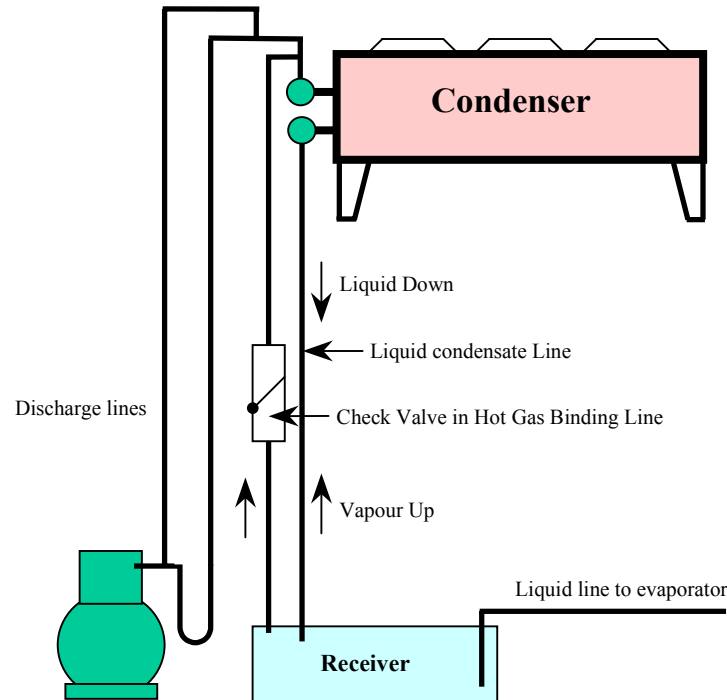 Condenser
Liquid Down
Liquid condensate Line
Discharge lines
Check Valve in Hot Gas Binding Line
Vapour Up
Liquid line to evaporator
Receiver